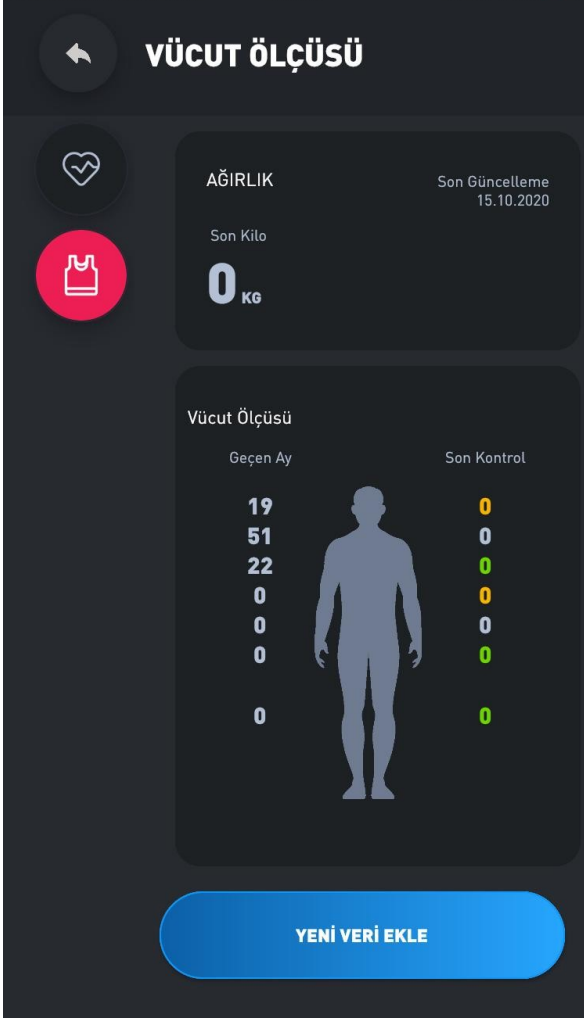 VÜCUT ÖLÇÜSÜ
AĞIRLIK
Son Güncelleme
15.10.2020
Son Kilo
0 KG
Vücut Ölçüsü
Geçen Ay Son Kontrol
19 0
51 0
22 0
0 0
0 0
0 0
0 0
YENİ VERİ EKLE